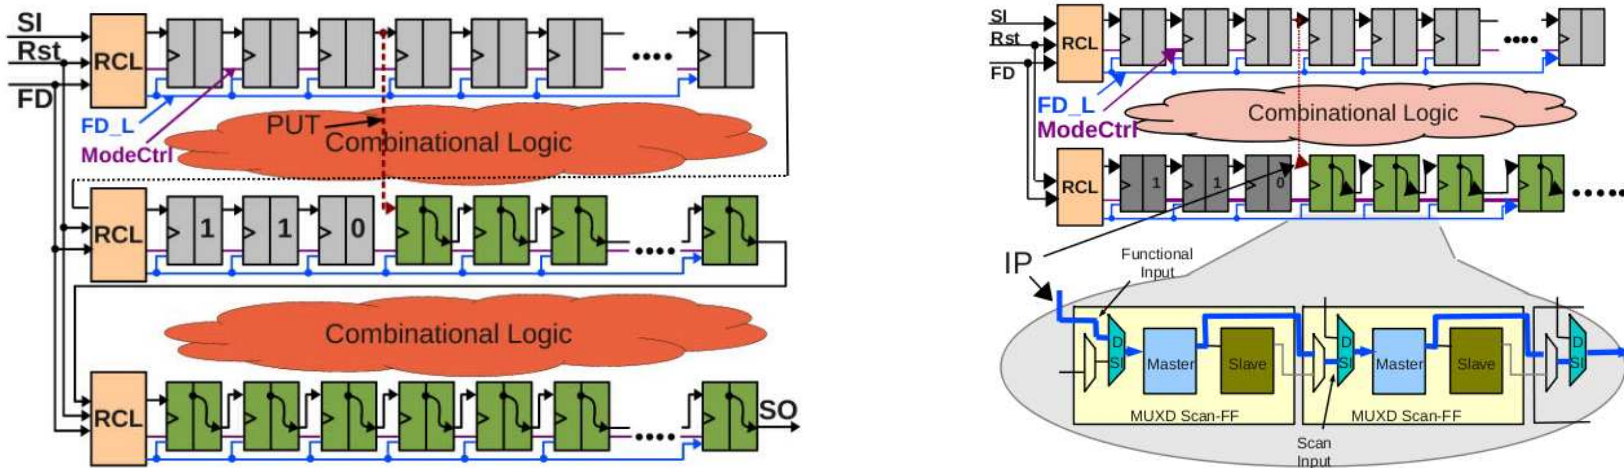 SI
Rst
FD
RCL
FD_L
ModeCtrl
PUT
Combinational Logic
RCL
1
1
0
Combinational Logic
RCL
SO
SI
Rst
FD
RCL
FD_L
ModeCtrl
Combinational Logic
RCL
1
1
0
IP
Functional
Input
D
SI
Master
Slave
D
SI
Master
Slave
D
SI
MUXD Scan-FF
MUXD Scan-FF
Scan
Input